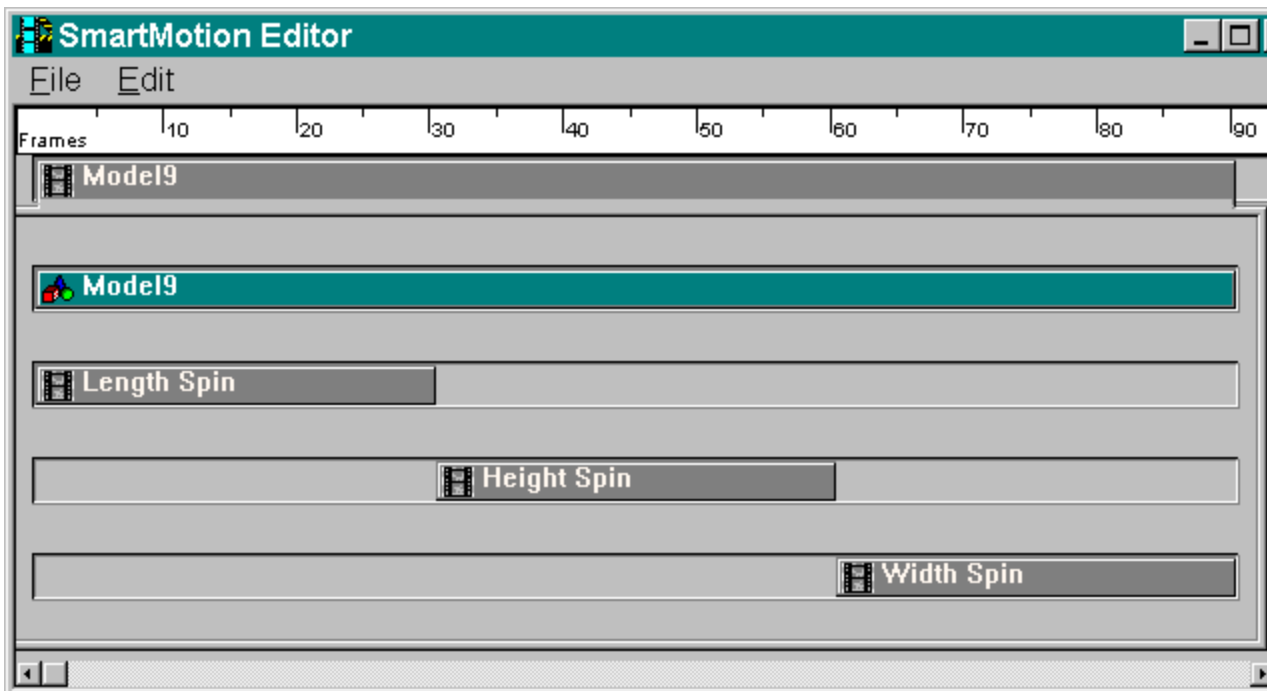 SmartMotion Editor
File Edit
Frames 10 20 30 40 50 60 70 80 90
Model9
Model9
Length Spin
Height Spin
Width Spin